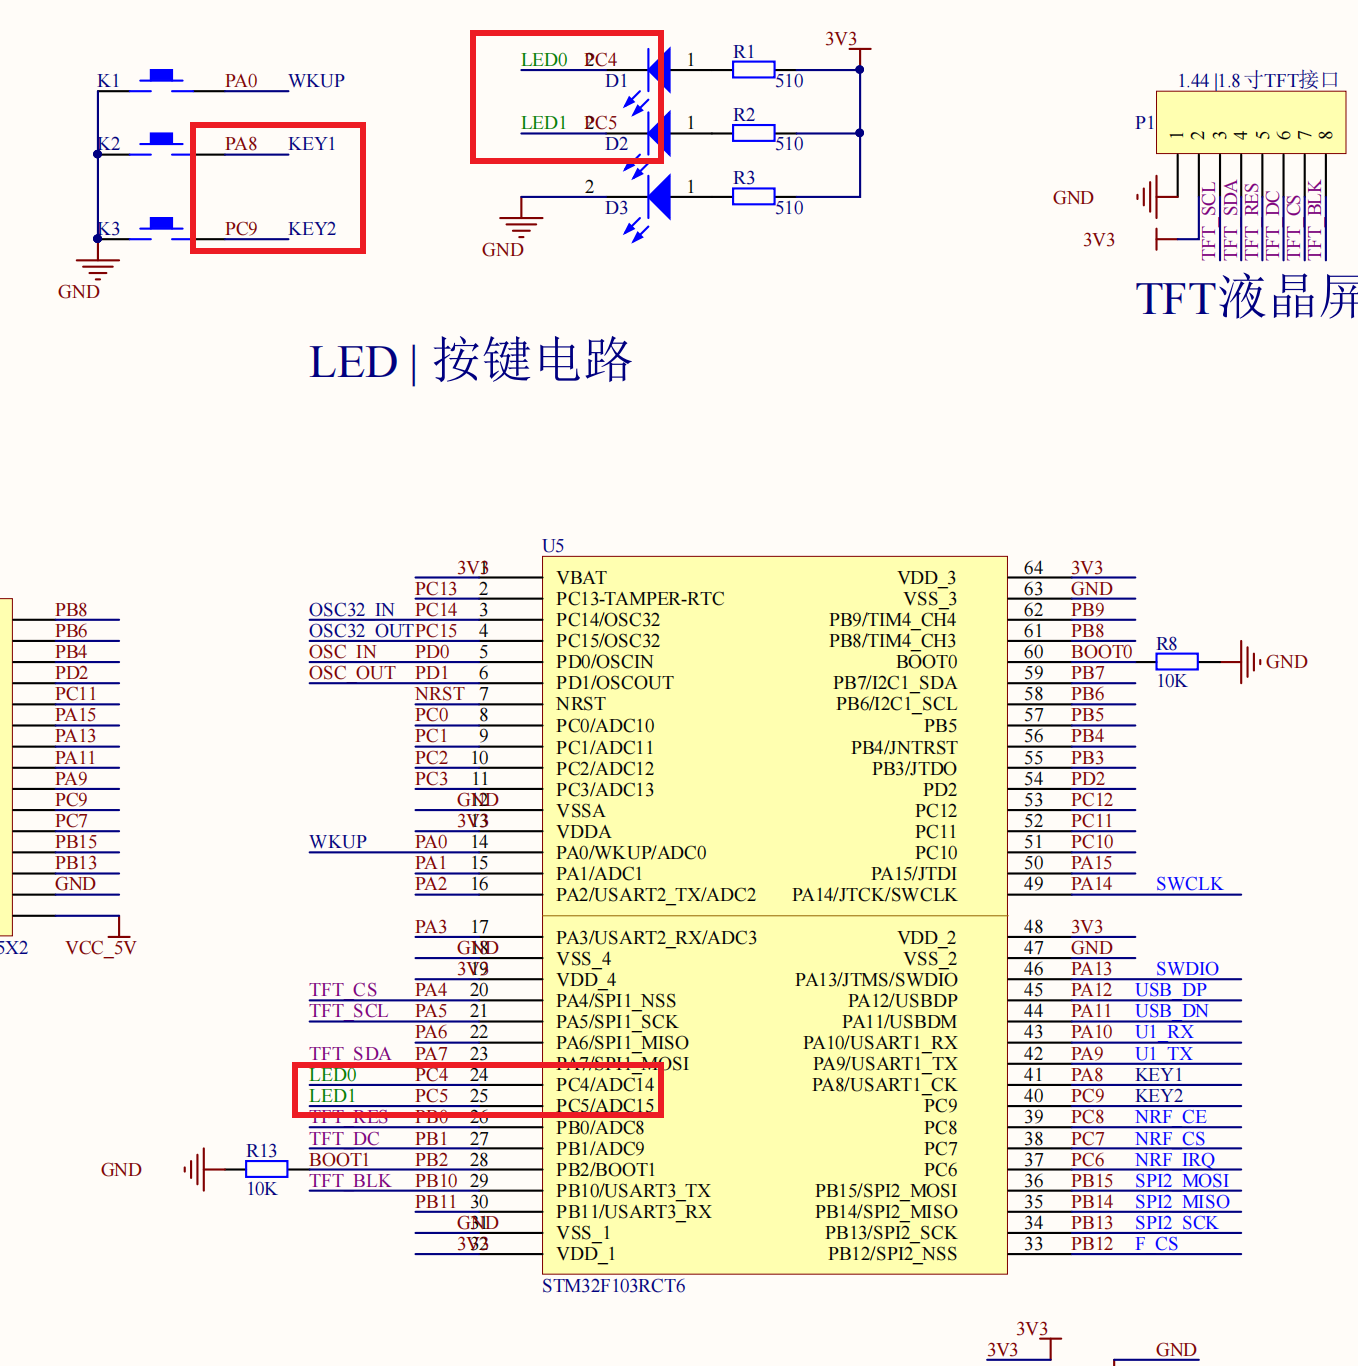 K1 PA0 WKUP
K2 PA8 KEY1
K3 PC9 KEY2
GND
LED0 2 PC4 D1 1 R1 510 3V3
LED1 2 PC5 D2 1 R2 510
2 D3 1 R3 510
GND
LED | 按键电路
1.44 |1.8 寸TFT接口
P1 1 2 3 4 5 6 7 8
GND
3V3
TFT_SCL
TFT_SDA
TFT_RES
TFT_DC
TFT_CS
TFT_BLK
TFT液晶屏
PB8
PB6
PB4
PD2
PC11
PA15
PA13
PA11
PA9
PC9
PC7
PB15
PB13
GND
5X2 VCC_5V
U5
3V3 1 VBAT
PC13 2 PC13-TAMPER-RTC
OSC32_IN PC14 3 PC14/OSC32
OSC32_OUT PC15 4 PC15/OSC32
OSC_IN PD0 5 PD0/OSCIN
OSC_OUT PD1 6 PD1/OSCOUT
NRST 7 NRST
PC0 8 PC0/ADC10
PC1 9 PC1/ADC11
PC2 10 PC2/ADC12
PC3 11 PC3/ADC13
GND 12 VSSA
3V3 13 VDDA
WKUP PA0 14 PA0/WKUP/ADC0
PA1 15 PA1/ADC1
PA2 16 PA2/USART2_TX/ADC2
PA3 17 PA3/USART2_RX/ADC3
GND 18 VSS_4
3V3 19 VDD_4
TFT_CS PA4 20 PA4/SPI1_NSS
TFT_SCL PA5 21 PA5/SPI1_SCK
PA6 22 PA6/SPI1_MISO
TFT_SDA PA7 23 PA7/SPI1_MOSI
LED0 PC4 24 PC4/ADC14
LED1 PC5 25 PC5/ADC15
TFT_RES PB0 26 PB0/ADC8
TFT_DC PB1 27 PB1/ADC9
BOOT1 PB2 28 PB2/BOOT1
TFT_BLK PB10 29 PB10/USART3_TX
PB11 30 PB11/USART3_RX
GND 31 VSS_1
3V3 32 VDD_1
GND R13 10K
VDD_3 64 3V3
VSS_3 63 GND
PB9/TIM4_CH4 62 PB9
PB8/TIM4_CH3 61 PB8
BOOT0 60 BOOT0 R8 10K GND
PB7/I2C1_SDA 59 PB7
PB6/I2C1_SCL 58 PB6
PB5 57 PB5
PB4/JNTRST 56 PB4
PB3/JTDO 55 PB3
PD2 54 PD2
PC12 53 PC12
PC11 52 PC11
PC10 51 PC10
PA15/JTDI 50 PA15
PA14/JTCK/SWCLK 49 PA14 SWCLK
VDD_2 48 3V3
VSS_2 47 GND
PA13/JTMS/SWDIO 46 PA13 SWDIO
PA12/USBDP 45 PA12 USB_DP
PA11/USBDM 44 PA11 USB_DN
PA10/USART1_RX 43 PA10 U1_RX
PA9/USART1_TX 42 PA9 U1_TX
PA8/USART1_CK 41 PA8 KEY1
PC9 40 PC9 KEY2
PC8 39 PC8 NRF_CE
PC7 38 PC7 NRF_CS
PC6 37 PC6 NRF_IRQ
PB15/SPI2_MOSI 36 PB15 SPI2_MOSI
PB14/SPI2_MISO 35 PB14 SPI2_MISO
PB13/SPI2_SCK 34 PB13 SPI2_SCK
PB12/SPI2_NSS 33 PB12 F_CS
STM32F103RCT6
3V3
3V3
GND